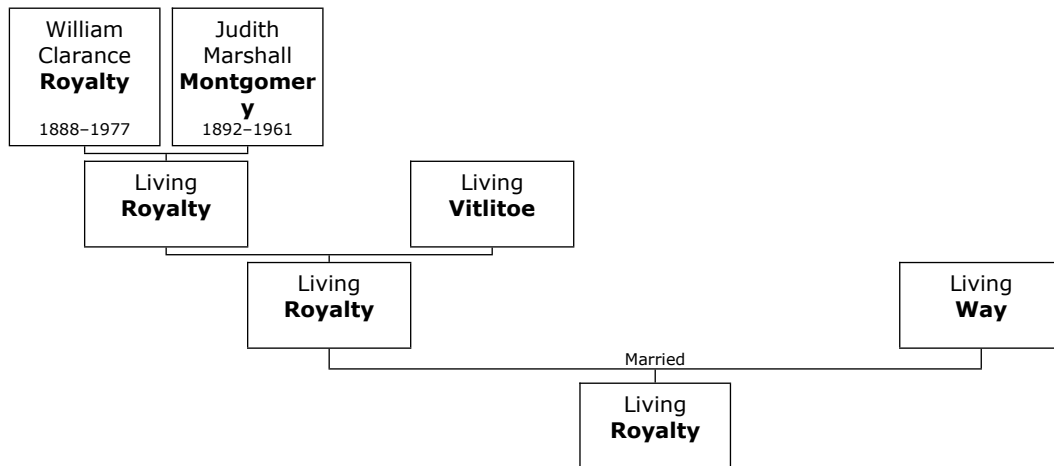 William
Clarance
Royalty
1888–1977
Judith
Marshall
Montgomer
y
1892–1961
Living
Royalty
Living
Vitlitoe
Living
Royalty
Living
Way
Married
Living
Royalty